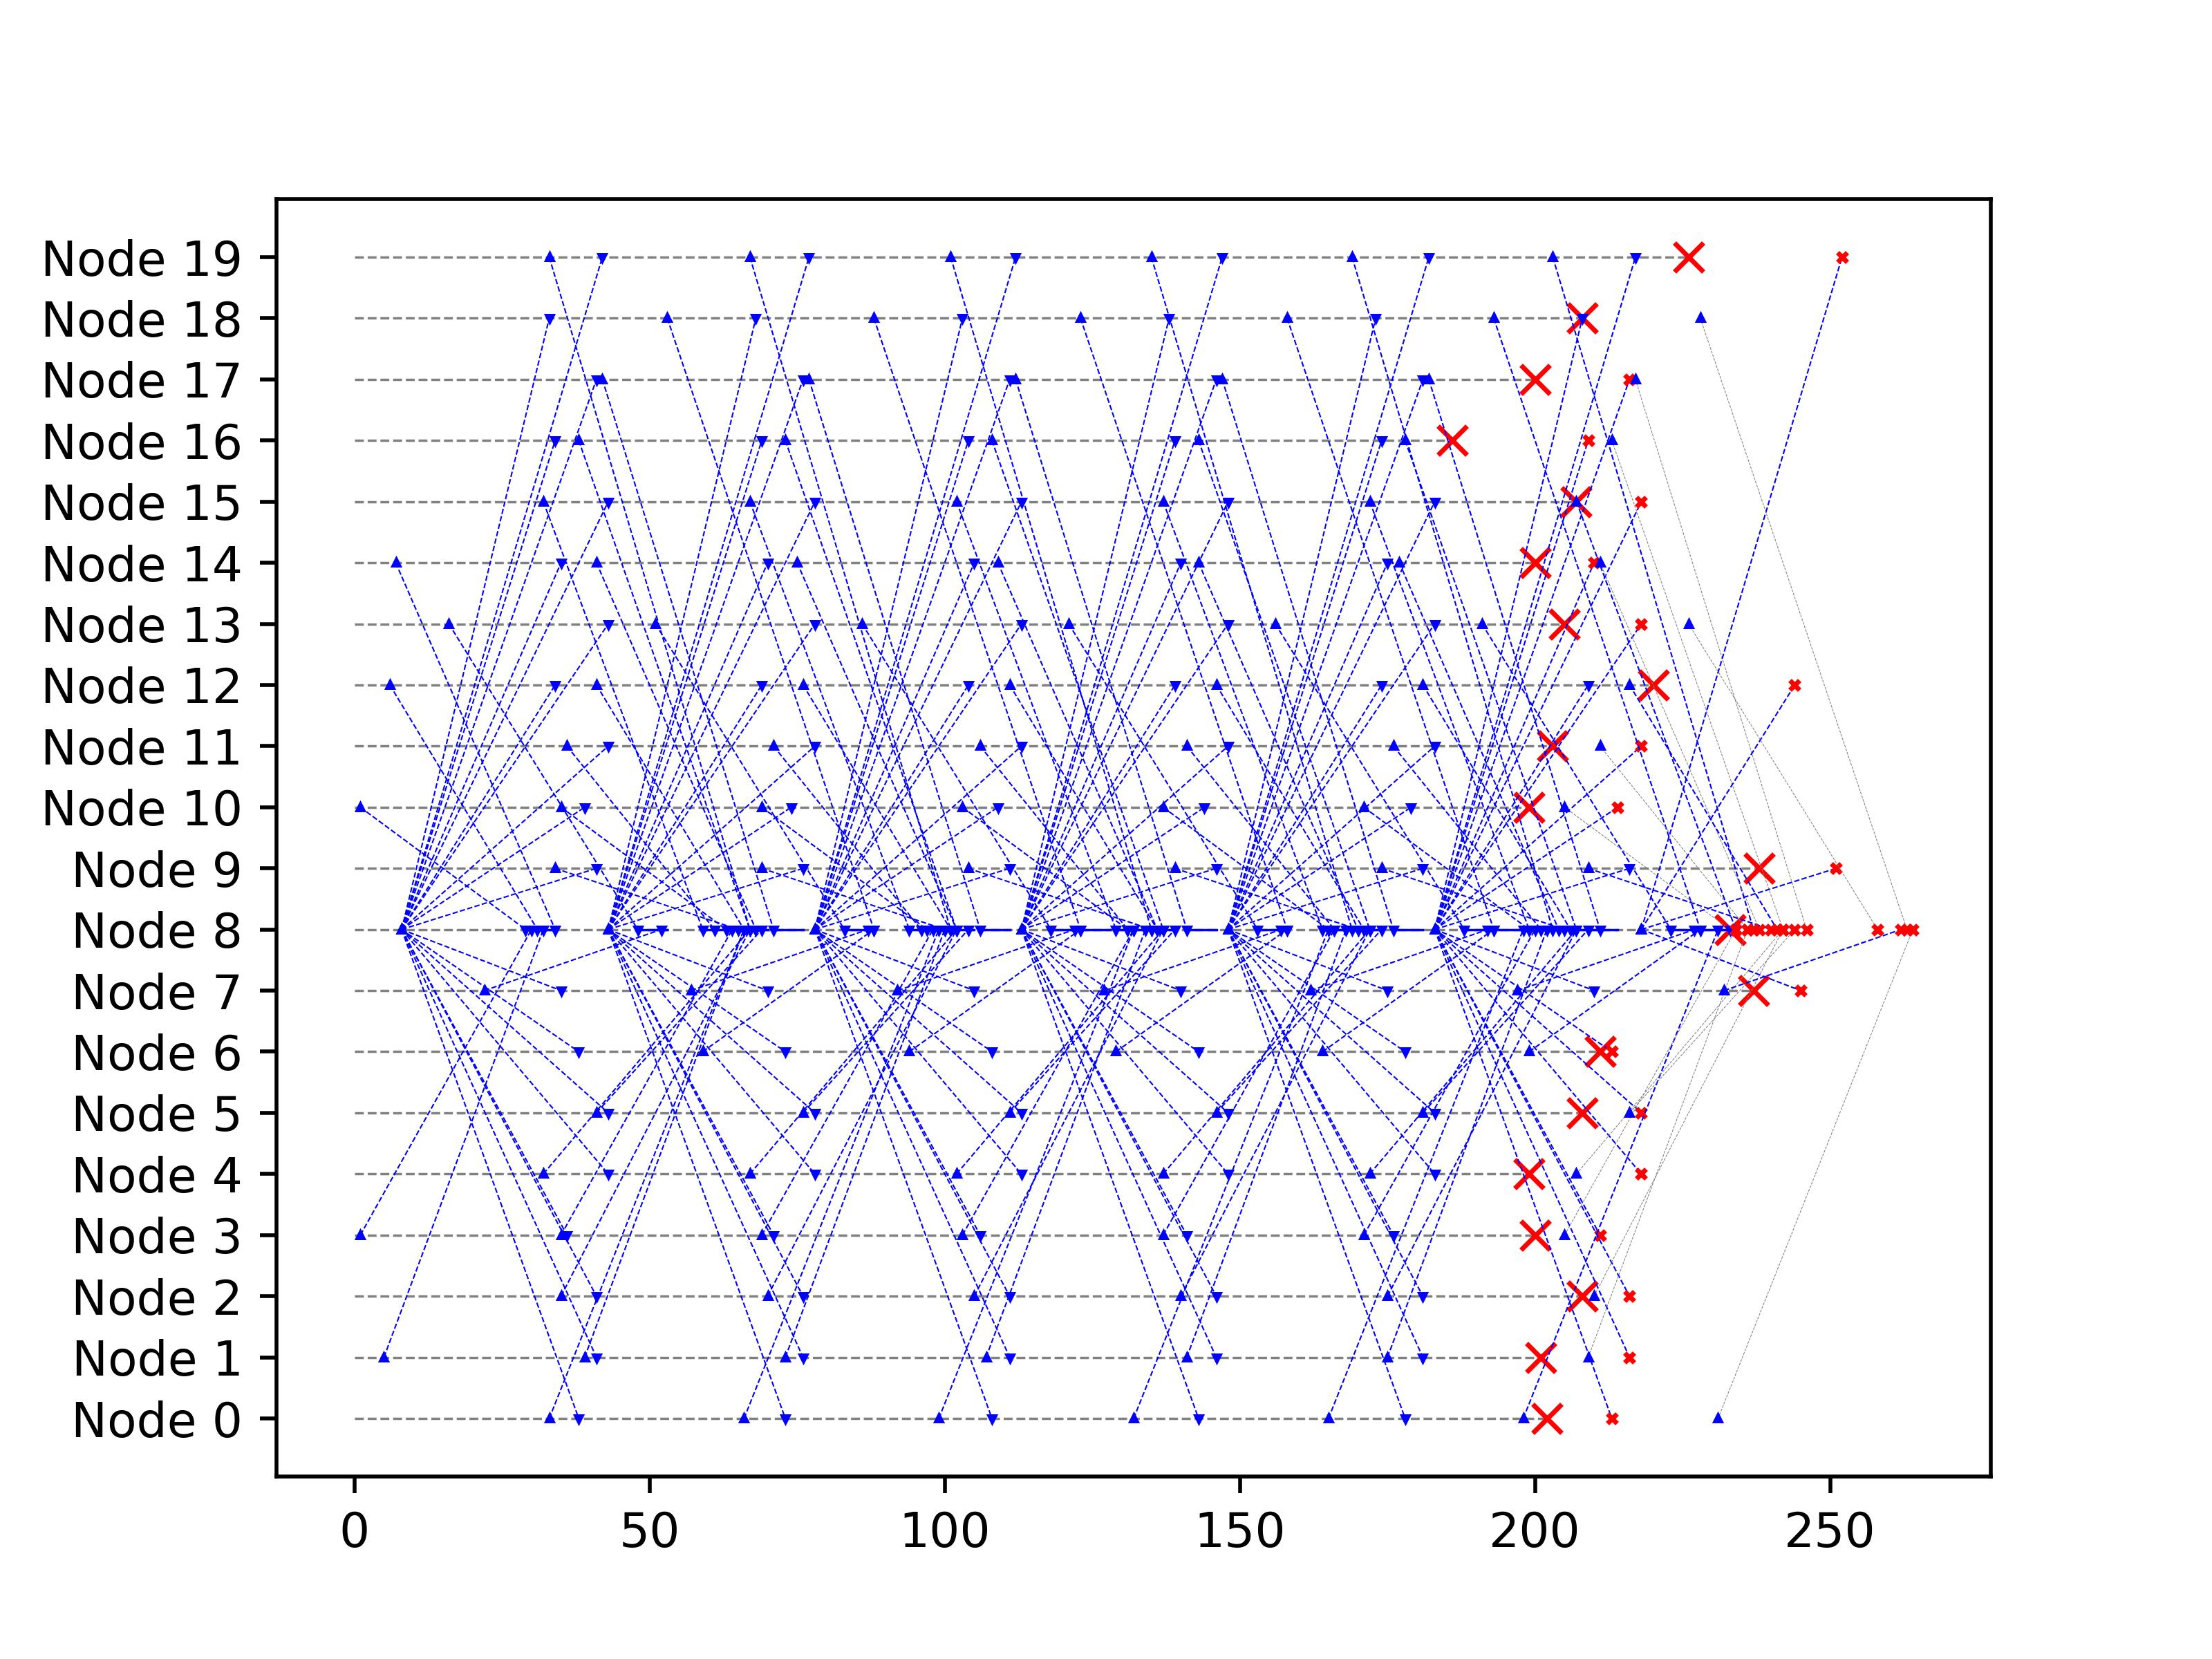 Node 19
Node 18
Node 17
Node 16
Node 15
Node 14
Node 13
Node 12
Node 11
Node 10
Node 9
Node 8
Node 7
Node 6
Node 5
Node 4
Node 3
Node 2
Node 1
Node 0
0 50 100 150 200 250